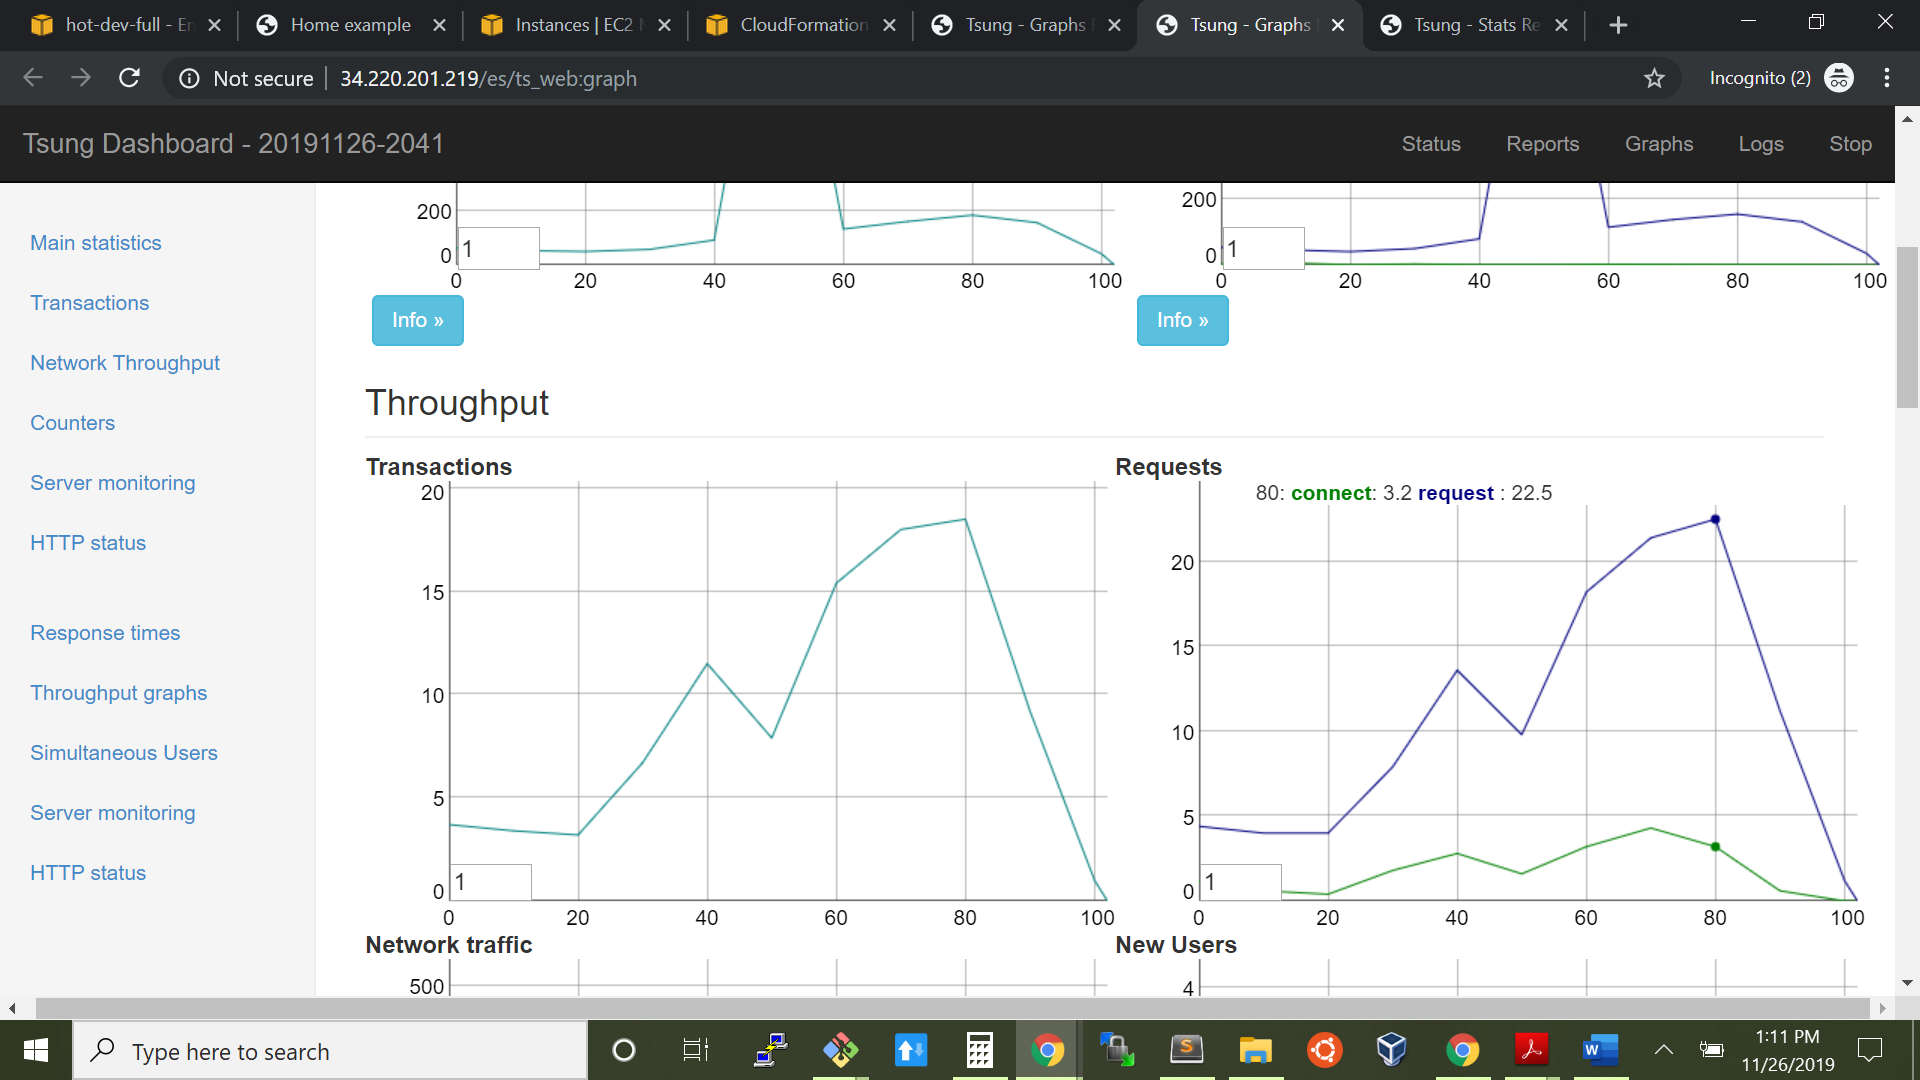 hot-dev-full - En
Home example
Instances | EC2 M
CloudFormation
Tsung - Graphs
Tsung - Graphs
Tsung - Stats Re
Not secure
34.220.201.219/es/ts_web:graph
Incognito (2)
Tsung Dashboard - 20191126-2041
Status
Reports
Graphs
Logs
Stop
Main statistics
Transactions
Network Throughput
Counters
Server monitoring
HTTP status
Response times
Throughput graphs
Simultaneous Users
Server monitoring
HTTP status
200
0
1
0 20 40 60 80 100
Info »
200
0
1
0 20 40 60 80 100
Info »
Throughput
Transactions
20
15
10
5
0
1
0 20 40 60 80 100
Requests
80: connect: 3.2 request : 22.5
20
15
10
5
0
1
0 20 40 60 80 100
Network traffic
500
New Users
4
Type here to search
1:11 PM
11/26/2019